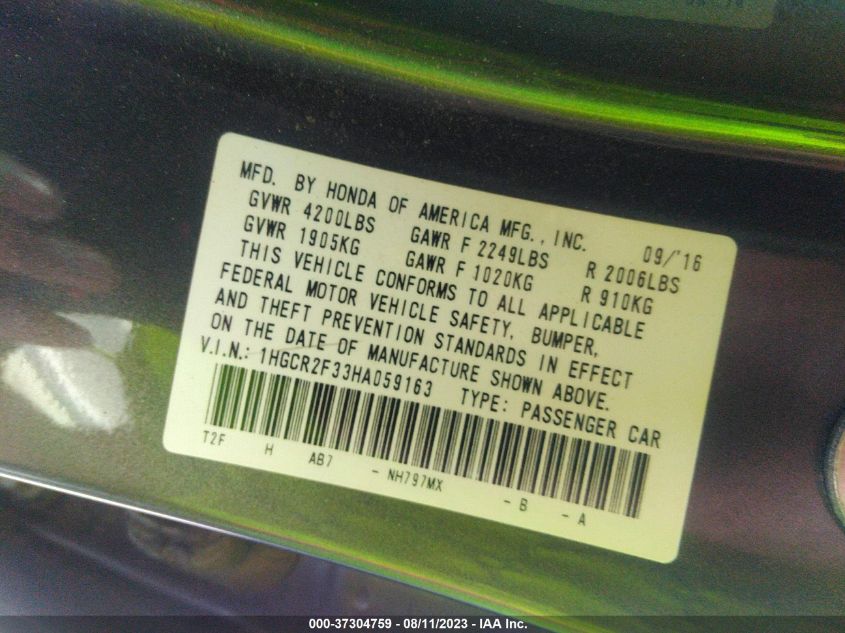 MFD. BY HONDA OF AMERICA MFG., INC. 09/'16
GVWR 4200LBS GAWR F 2249LBS R 2006LBS
GVWR 1905KG GAWR F 1020KG R 910KG
THIS VEHICLE CONFORMS TO ALL APPLICABLE
FEDERAL MOTOR VEHICLE SAFETY, BUMPER,
AND THEFT PREVENTION STANDARDS IN EFFECT
ON THE DATE OF MANUFACTURE SHOWN ABOVE.
V.I.N.: 1HGCR2F33HA059163 TYPE: PASSENGER CAR
T2F H AB7 - NH797MX - B - A
000-37304759 - 08/11/2023 - IAA Inc.